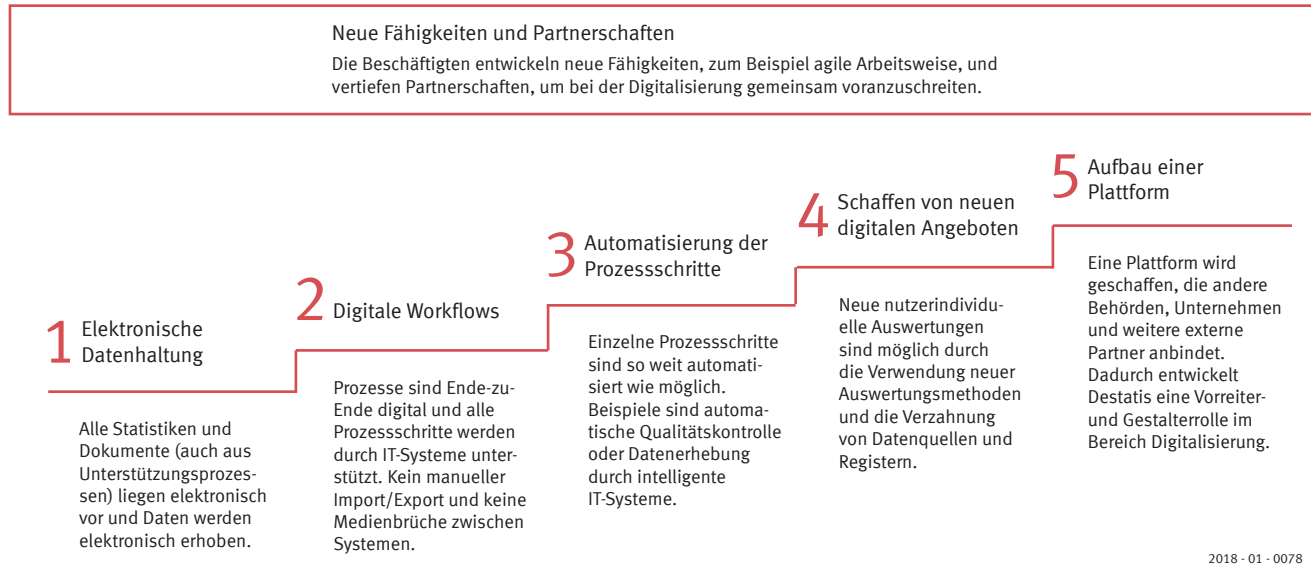 Neue Fähigkeiten und Partnerschaften
Die Beschäftigten entwickeln neue Fähigkeiten, zum Beispiel agile Arbeitsweise, und
vertiefen Partnerschaften, um bei der Digitalisierung gemeinsam voranzuschreiten.
1 Elektronische
Datenhaltung
Alle Statistiken und
Dokumente (auch aus
Unterstützungsprozes-
sen) liegen elektronisch
vor und Daten werden
elektronisch erhoben.
2 Digitale Workflows
Prozesse sind Ende-zu-
Ende digital und alle
Prozessschritte werden
durch IT-Systeme unter-
stützt. Kein manueller
Import/Export und keine
Medienbrüche zwischen
Systemen.
3 Automatisierung der
Prozessschritte
Einzelne Prozessschritte
sind so weit automati-
siert wie möglich.
Beispiele sind automa-
tische Qualitätskontrolle
oder Datenerhebung
durch intelligente
IT-Systeme.
4 Schaffen von neuen
digitalen Angeboten
Neue nutzerindividu-
elle Auswertungen
sind möglich durch
die Verwendung neuer
Auswertungsmethoden
und die Verzahnung
von Datenquellen und
Registern.
5 Aufbau einer
Plattform
Eine Plattform wird
geschaffen, die andere
Behörden, Unternehmen
und weitere externe
Partner anbindet.
Dadurch entwickelt
Destatis eine Vorreiter-
und Gestalterrolle im
Bereich Digitalisierung.
2018 - 01 - 0078